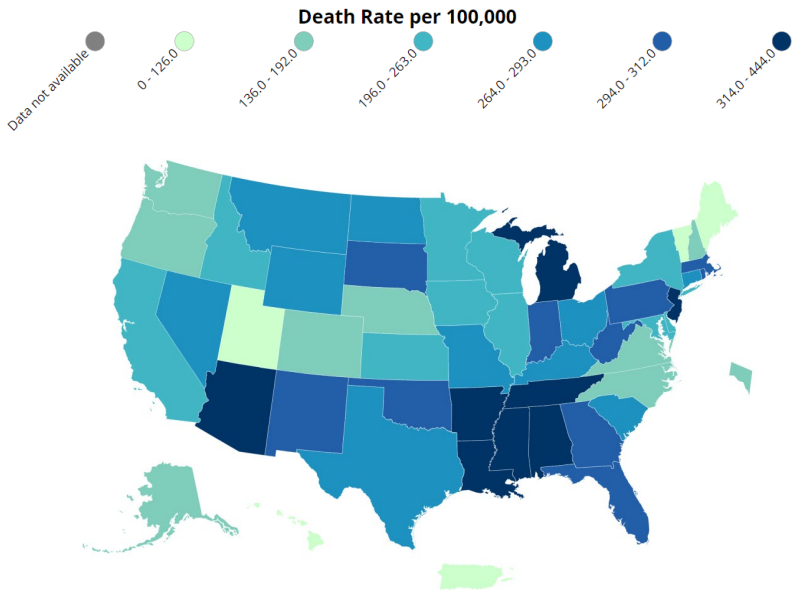 Death Rate per 100,000
Data not available
0 - 126.0
136.0 - 192.0
196.0 - 263.0
264.0 - 293.0
294.0 - 312.0
314.0 - 444.0